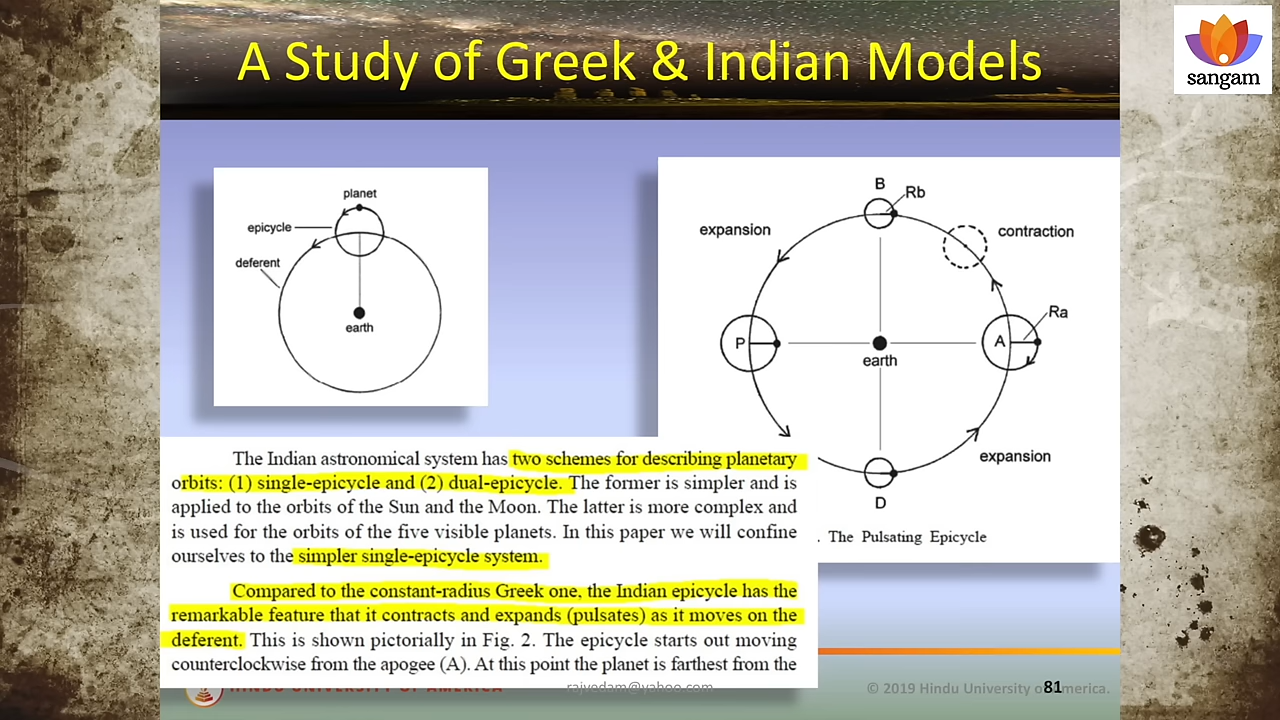 A Study of Greek & Indian Models
sangam
planet
epicycle
deferent
earth
B
Rb
expansion
contraction
Ra
P
A
earth
expansion
D
. The Pulsating Epicycle
The Indian astronomical system has two schemes for describing planetary
orbits: (1) single-epicycle and (2) dual-epicycle. The former is simpler and is
applied to the orbits of the Sun and the Moon. The latter is more complex and
is used for the orbits of the five visible planets. In this paper we will confine
ourselves to the simpler single-epicycle system.
Compared to the constant-radius Greek one, the Indian epicycle has the
remarkable feature that it contracts and expands (pulsates) as it moves on the
deferent. This is shown pictorially in Fig. 2. The epicycle starts out moving
counterclockwise from the apogee (A). At this point the planet is farthest from the
HINDU UNIVERSITY OF AMERICA
rajvedam@yahoo.com
© 2019 Hindu University of America.
81